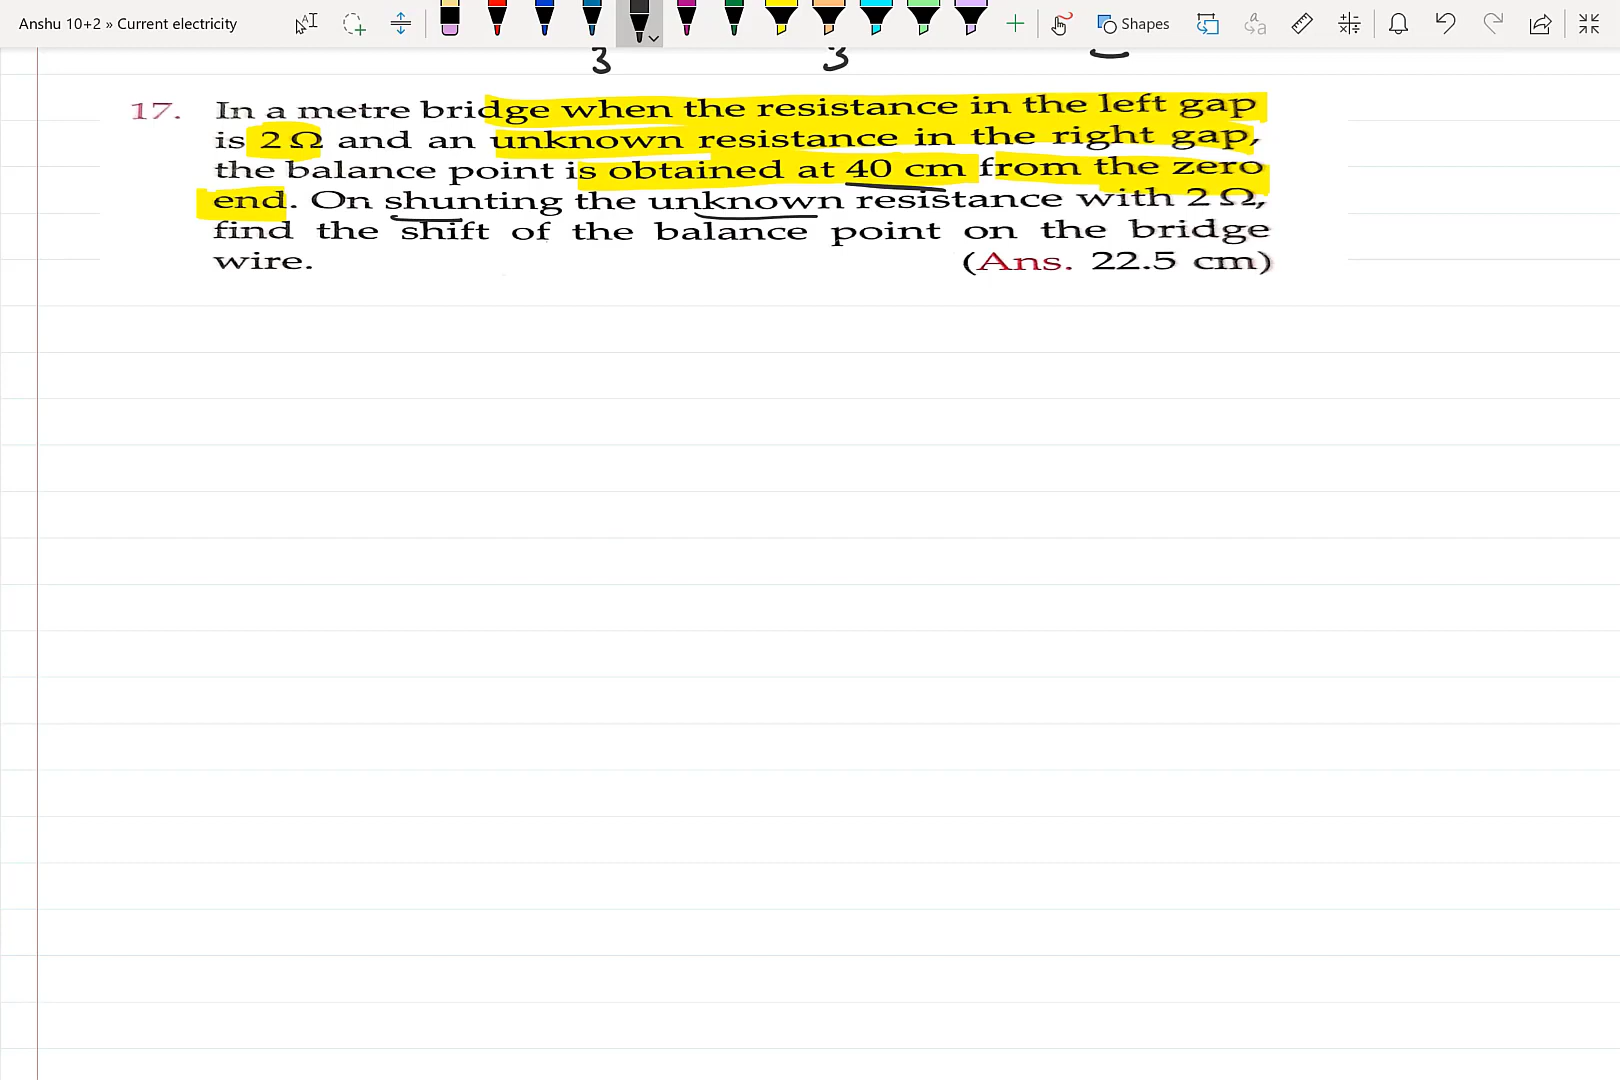 Anshu 10+2 » Current electricity
Shapes
3 3
17. In a metre bridge when the resistance in the left gap
is 2 Ω and an unknown resistance in the right gap,
the balance point is obtained at 40 cm from the zero
end. On shunting the unknown resistance with 2 Ω,
find the shift of the balance point on the bridge
wire. (Ans. 22.5 cm)